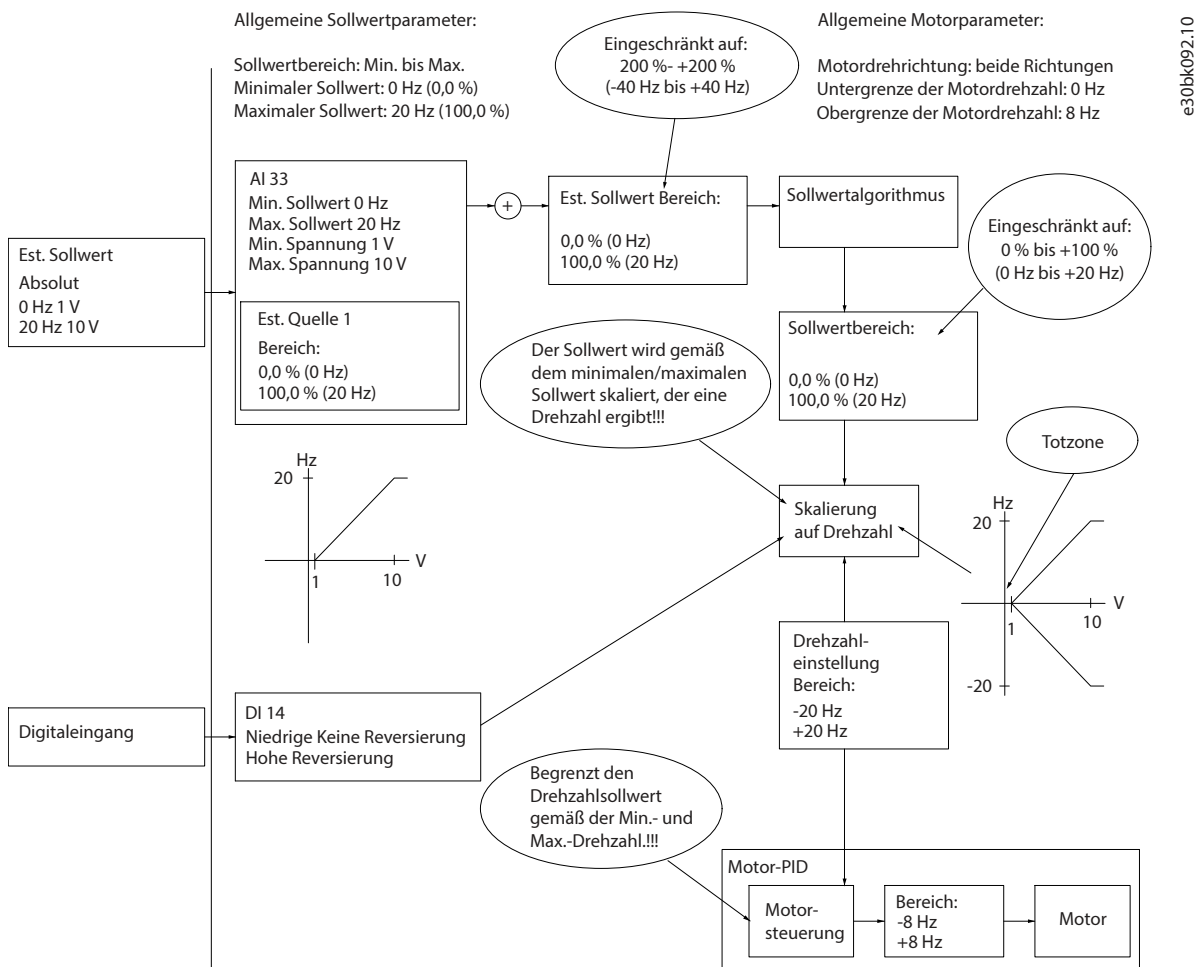 Allgemeine Sollwertparameter:
Sollwertbereich: Min. bis Max.
Minimaler Sollwert: 0 Hz (0,0 %)
Maximaler Sollwert: 20 Hz (100,0 %)
Eingeschränkt auf:
200 %- +200 %
(-40 Hz bis +40 Hz)
Allgemeine Motorparameter:
Motordrehrichtung: beide Richtungen
Untergrenze der Motordrehzahl: 0 Hz
Obergrenze der Motordrehzahl: 8 Hz
e30bk092.10
Est. Sollwert
Absolut
0 Hz 1 V
20 Hz 10 V
AI 33
Min. Sollwert 0 Hz
Max. Sollwert 20 Hz
Min. Spannung 1 V
Max. Spannung 10 V
Est. Quelle 1
Bereich:
0,0 % (0 Hz)
100,0 % (20 Hz)
+
Est. Sollwert Bereich:
0,0 % (0 Hz)
100,0 % (20 Hz)
Sollwertalgorithmus
Eingeschränkt auf:
0 % bis +100 %
(0 Hz bis +20 Hz)
Sollwertbereich:
0,0 % (0 Hz)
100,0 % (20 Hz)
Der Sollwert wird gemäß
dem minimalen/maximalen
Sollwert skaliert, der eine
Drehzahl ergibt!!!
Totzone
Hz
20
V
1
10
Skalierung
auf Drehzahl
Hz
20
V
1
10
-20
Drehzahl-
einstellung
Bereich:
-20 Hz
+20 Hz
Digitaleingang
DI 14
Niedrige Keine Reversierung
Hohe Reversierung
Begrenzt den
Drehzahlsollwert
gemäß der Min.- und
Max.-Drehzahl.!!!
Motor-PID
Motor-
steuerung
Bereich:
-8 Hz
+8 Hz
Motor